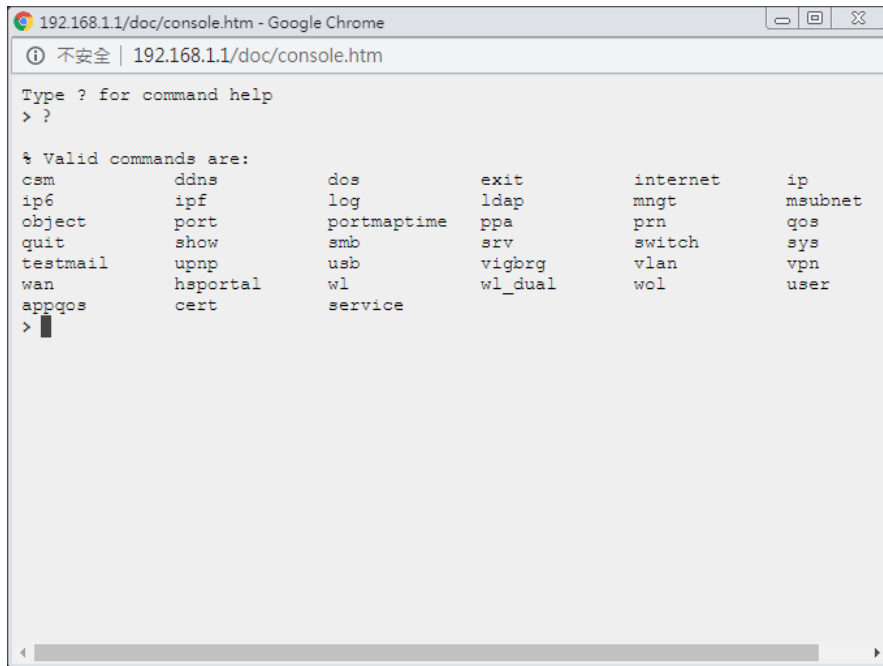 192.168.1.1/doc/console.htm - Google Chrome
不安全 | 192.168.1.1/doc/console.htm
Type ? for command help
> ?
% Valid commands are:
csm ddns dos exit internet ip
ip6 ipf log ldap mngt msubnet
object port portmaptime ppa prn qos
quit show smb srv switch sys
testmail upnp usb vigbrg vlan vpn
wan hsportal wl wl_dual wol user
appqos cert service
>